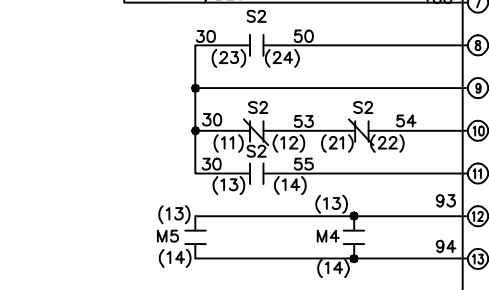 7
S2
30 50 8
(23) (24)
9
S2 S2
30 53 54 10
(11) (12) (21) (22)
S2
30 55 11
(13) (14)
(13) (13) 93 12
M5 M4
(14) (14) 94 13